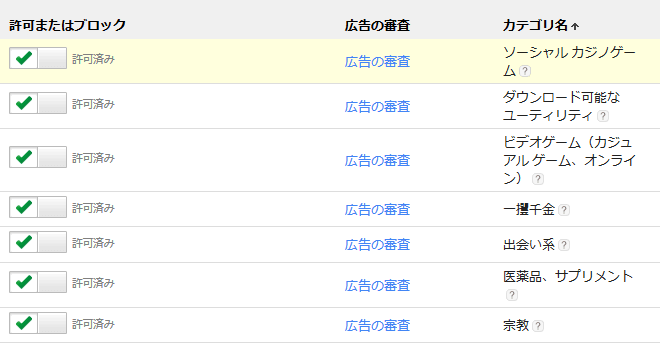 許可またはブロック 広告の審査 カテゴリ名↑
許可済み 広告の審査 ソーシャル カジノゲー
ム ?
許可済み 広告の審査 ダウンロード可能な
ユーティリティ ?
許可済み 広告の審査 ビデオゲーム（カジュ
アル ゲーム、オンライ
ン） ?
許可済み 広告の審査 一攫千金 ?
許可済み 広告の審査 出会い系 ?
許可済み 広告の審査 医薬品、サプリメント
?
許可済み 広告の審査 宗教 ?